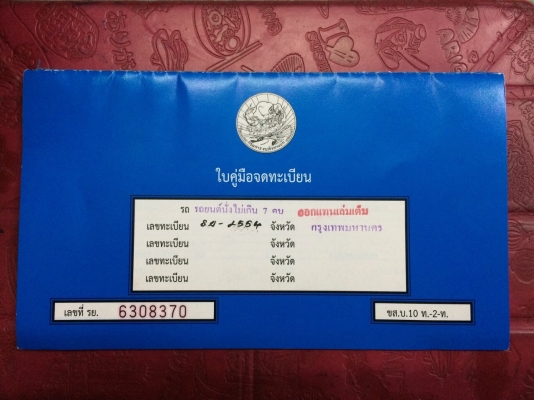 ใบคู่มือจดทะเบียน
รถ รถยนต์นั่งไม่เกิน 7 คน ออกแทนเล่มเต็ม
เลขทะเบียน จังหวัด กรุงเทพมหานคร
เลขทะเบียน จังหวัด
เลขทะเบียน จังหวัด
เลขทะเบียน จังหวัด
เลขที่ รย. 6308370
ขส.บ.10 ท.-2-ท.